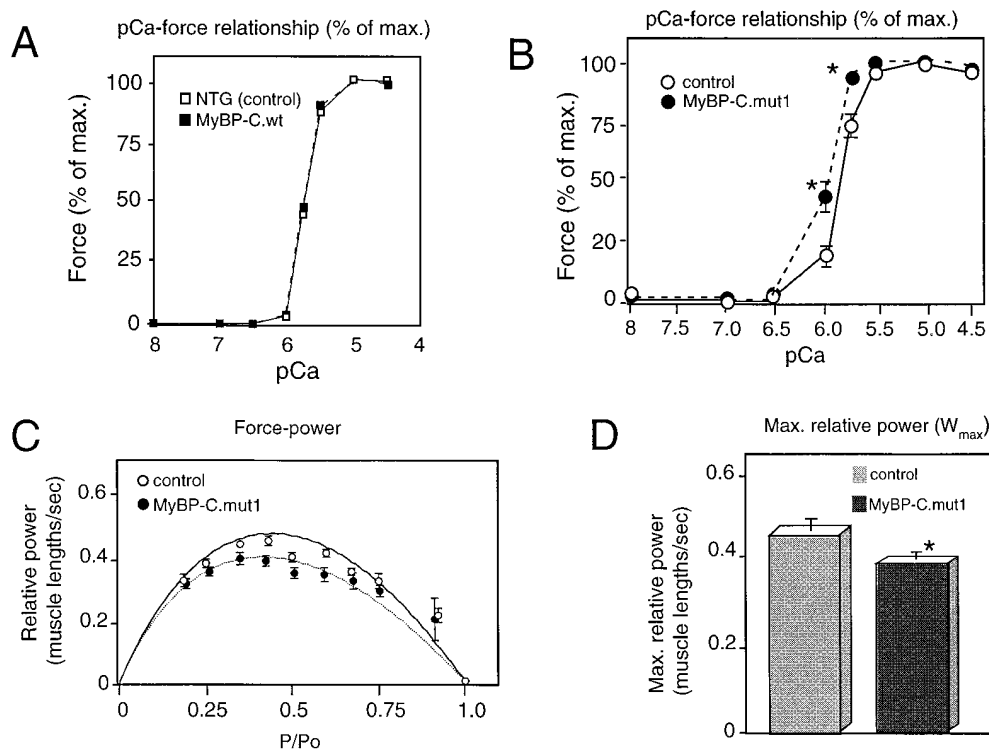 A
pCa-force relationship (% of max.)
Force (% of max.)
100
75
50
25
0
NTG (control)
MyBP-C.wt
8 7 6 5 4
pCa
B
pCa-force relationship (% of max.)
Force (% of max.)
100
75
50
20
0
control
MyBP-C.mut1
*
*
8 7.5 7.0 6.5 6.0 5.5 5.0 4.5
pCa
C
Force-power
Relative power
(muscle lengths/sec)
0.6
0.4
0.2
0
control
MyBP-C.mut1
0 0.25 0.5 0.75 1.0
P/Po
D
Max. relative power (Wmax)
Max. relative power
(muscle lengths/sec)
0.6
0.4
0.2
0
control
MyBP-C.mut1
*